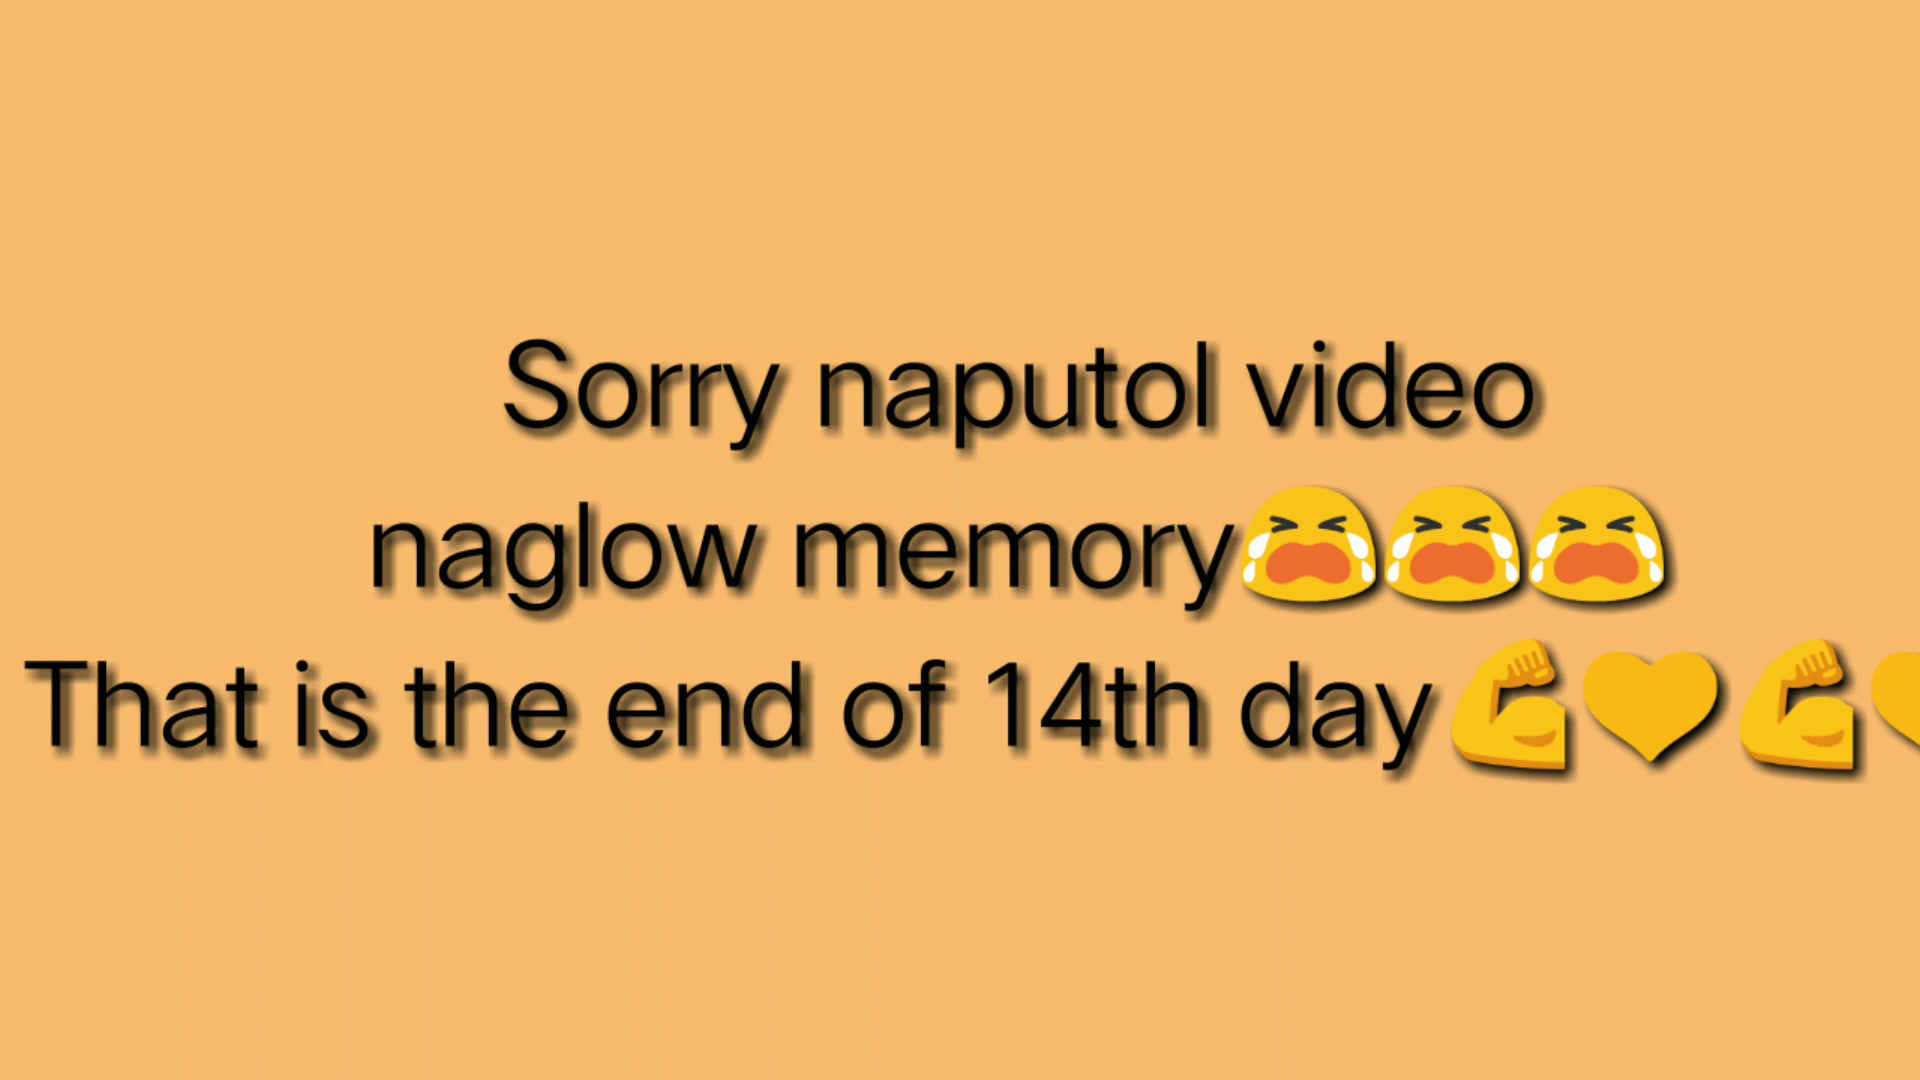 Sorry naputol video
naglow memory😭😭😭
That is the end of 14th day💪💛💪💛